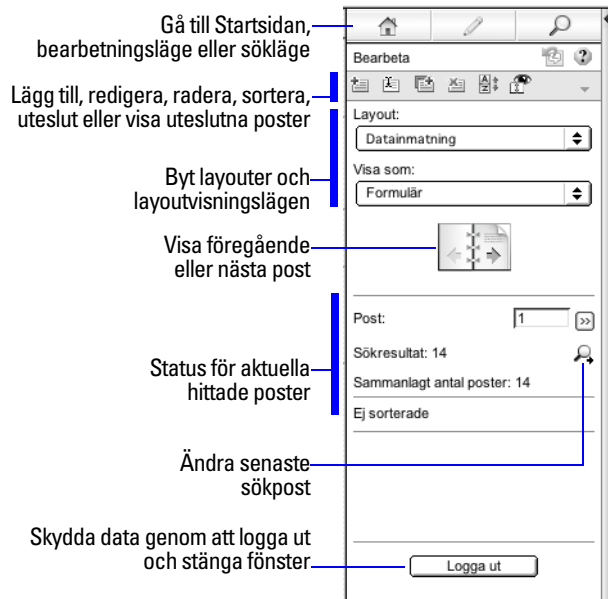 Gå till Startsidan,
bearbetningsläge eller sökläge
Bearbeta
Lägg till, redigera, radera, sortera,
uteslut eller visa uteslutna poster
Layout:
Datainmatning
Visa som:
Formulär
Byt layouter och
layoutvisningslägen
Visa föregående
eller nästa post
Post: 1
Sökresultat: 14
Sammanlagt antal poster: 14
Ej sorterade
Status för aktuella
hittade poster
Ändra senaste
sökpost
Skydda data genom att logga ut
och stänga fönster
Logga ut